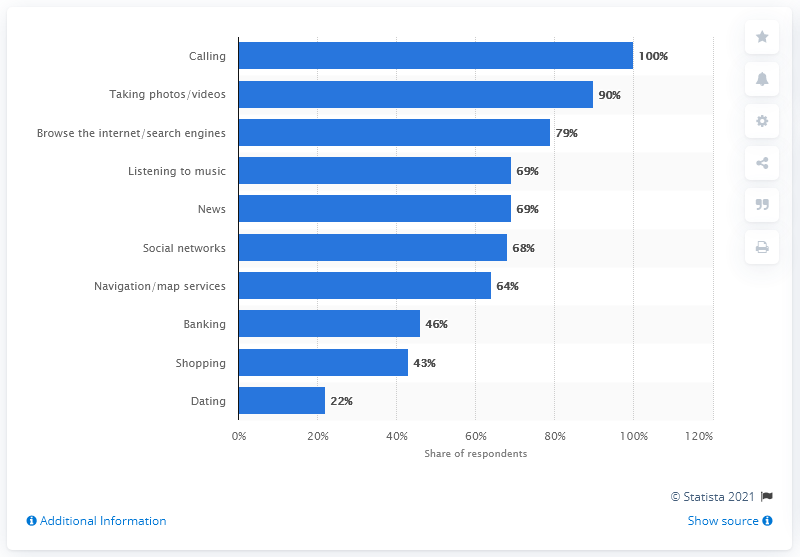 Calling 100%
Taking photos/videos 90%
Browse the internet/search engines 79%
Listening to music 69%
News 69%
Social networks 68%
Navigation/map services 64%
Banking 46%
Shopping 43%
Dating 22%
0% 20% 40% 60% 80% 100% 120%
Share of respondents
© Statista 2021
Additional Information Show source